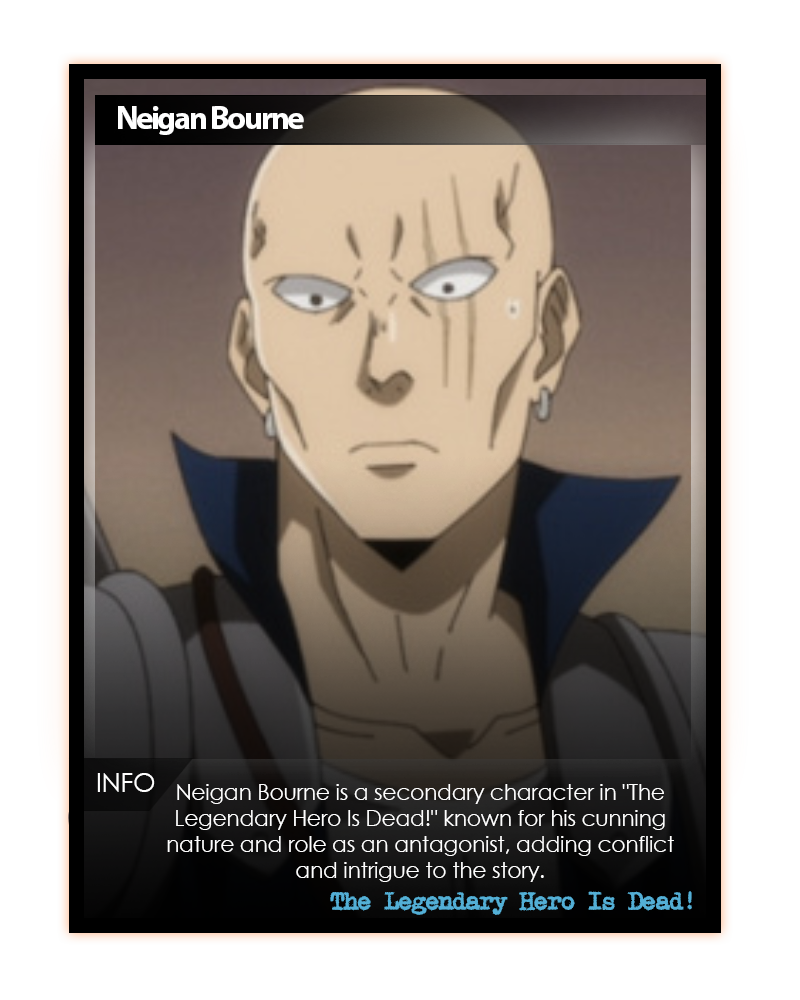 Neigan Bourne
INFO
Neigan Bourne is a secondary character in "The
Legendary Hero Is Dead!" known for his cunning
nature and role as an antagonist, adding conflict
and intrigue to the story.
The Legendary Hero Is Dead!